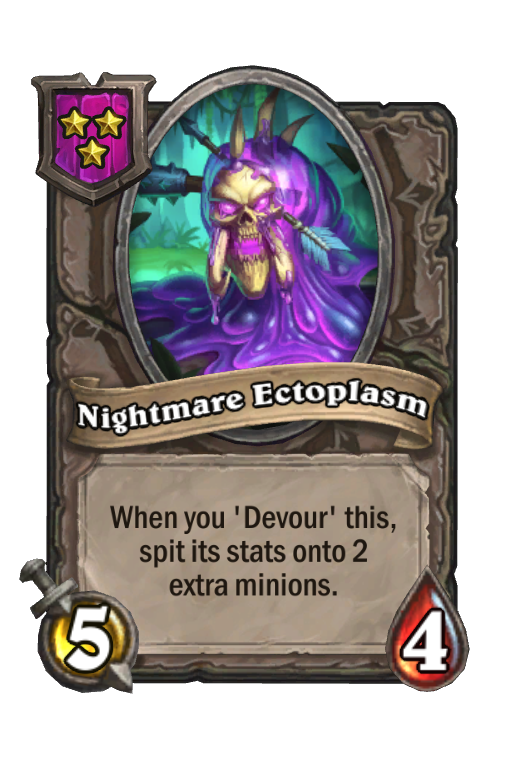 Nightmare Ectoplasm
When you 'Devour' this,
spit its stats onto 2
extra minions.
5
4